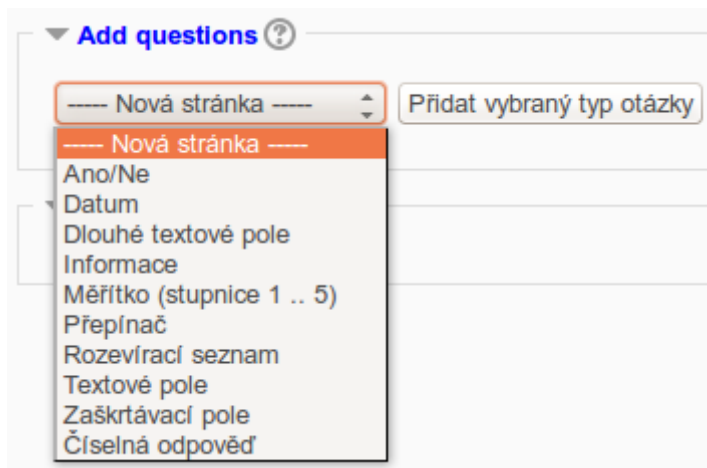 Add questions ?
----- Nová stránka ----- Přidat vybraný typ otázky
----- Nová stránka -----
Ano/Ne
Datum
Dlouhé textové pole
Informace
Měřítko (stupnice 1 .. 5)
Přepínač
Rozevírací seznam
Textové pole
Zaškrtávací pole
Číselná odpověď